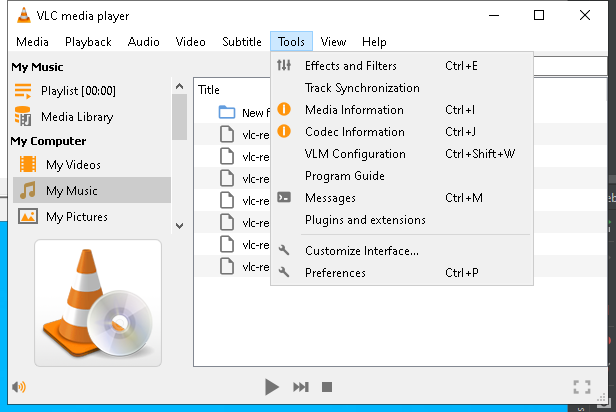 VLC media player
Media Playback Audio Video Subtitle Tools View Help
My Music
Playlist [00:00]
Media Library
My Computer
My Videos
My Music
My Pictures
Title
New f
vlc-re
vlc-re
vlc-re
vlc-re
vlc-re
vlc-re
vlc-re
Effects and Filters Ctrl+E
Track Synchronization
Media Information Ctrl+I
Codec Information Ctrl+J
VLM Configuration Ctrl+Shift+W
Program Guide
Messages Ctrl+M
Plugins and extensions
Customize Interface...
Preferences Ctrl+P